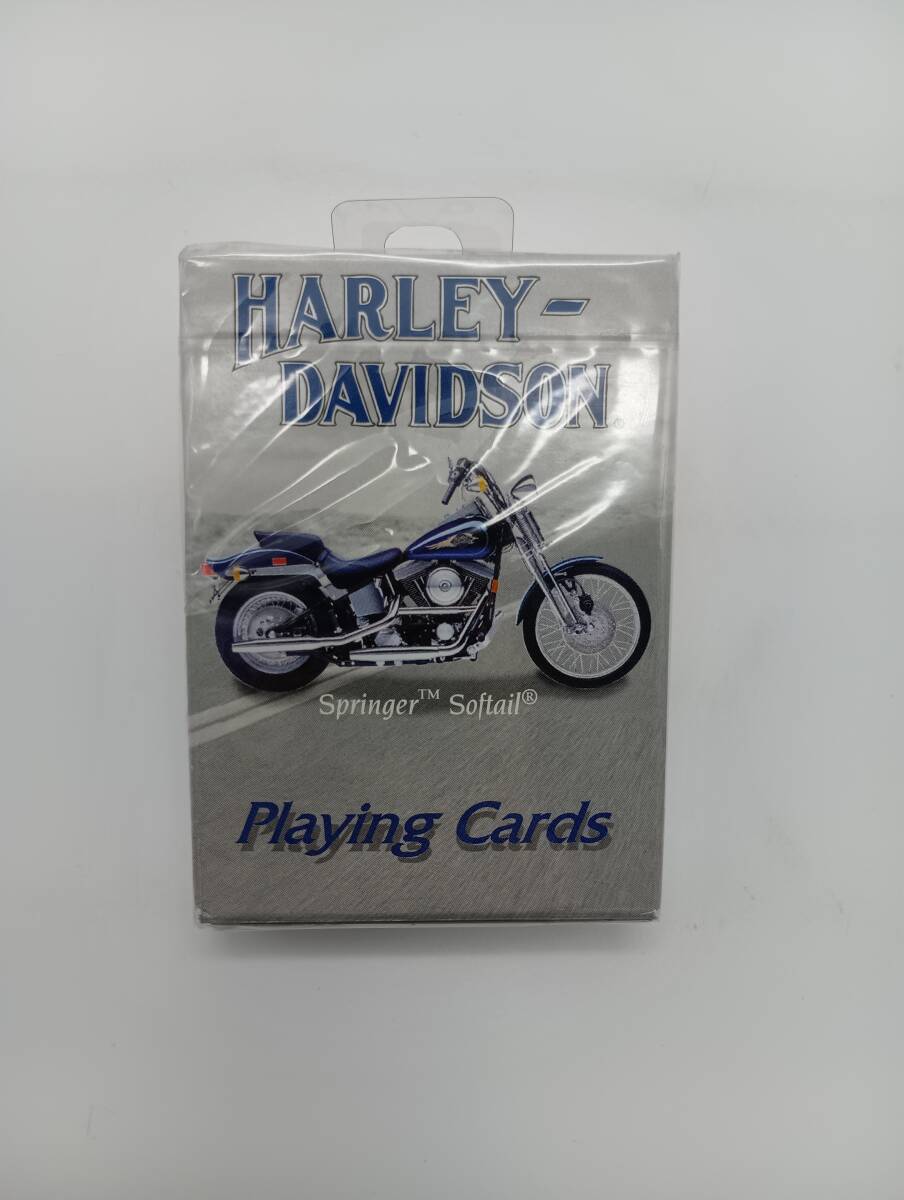 HARLEY-
DAVIDSON®
Springer™ Softail®
Playing Cards